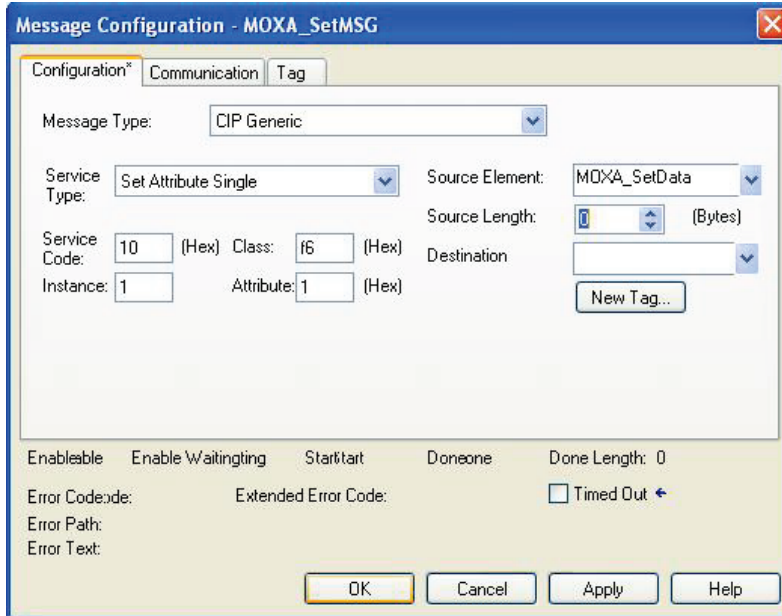 Message Configuration - MOXA_SetMSG
Configuration* Communication Tag
Message Type: CIP Generic
Service Type: Set Attribute Single
Source Element: MOXA_SetData
Source Length: 0 (Bytes)
Service Code: 10 (Hex) Class: f6 (Hex)
Destination
Instance: 1 Attribute: 1 (Hex)
New Tag...
Enableable Enable Waitingting Startstart Doneone Done Length: 0
Error Code:de: Extended Error Code: Timed Out
Error Path:
Error Text:
OK Cancel Apply Help